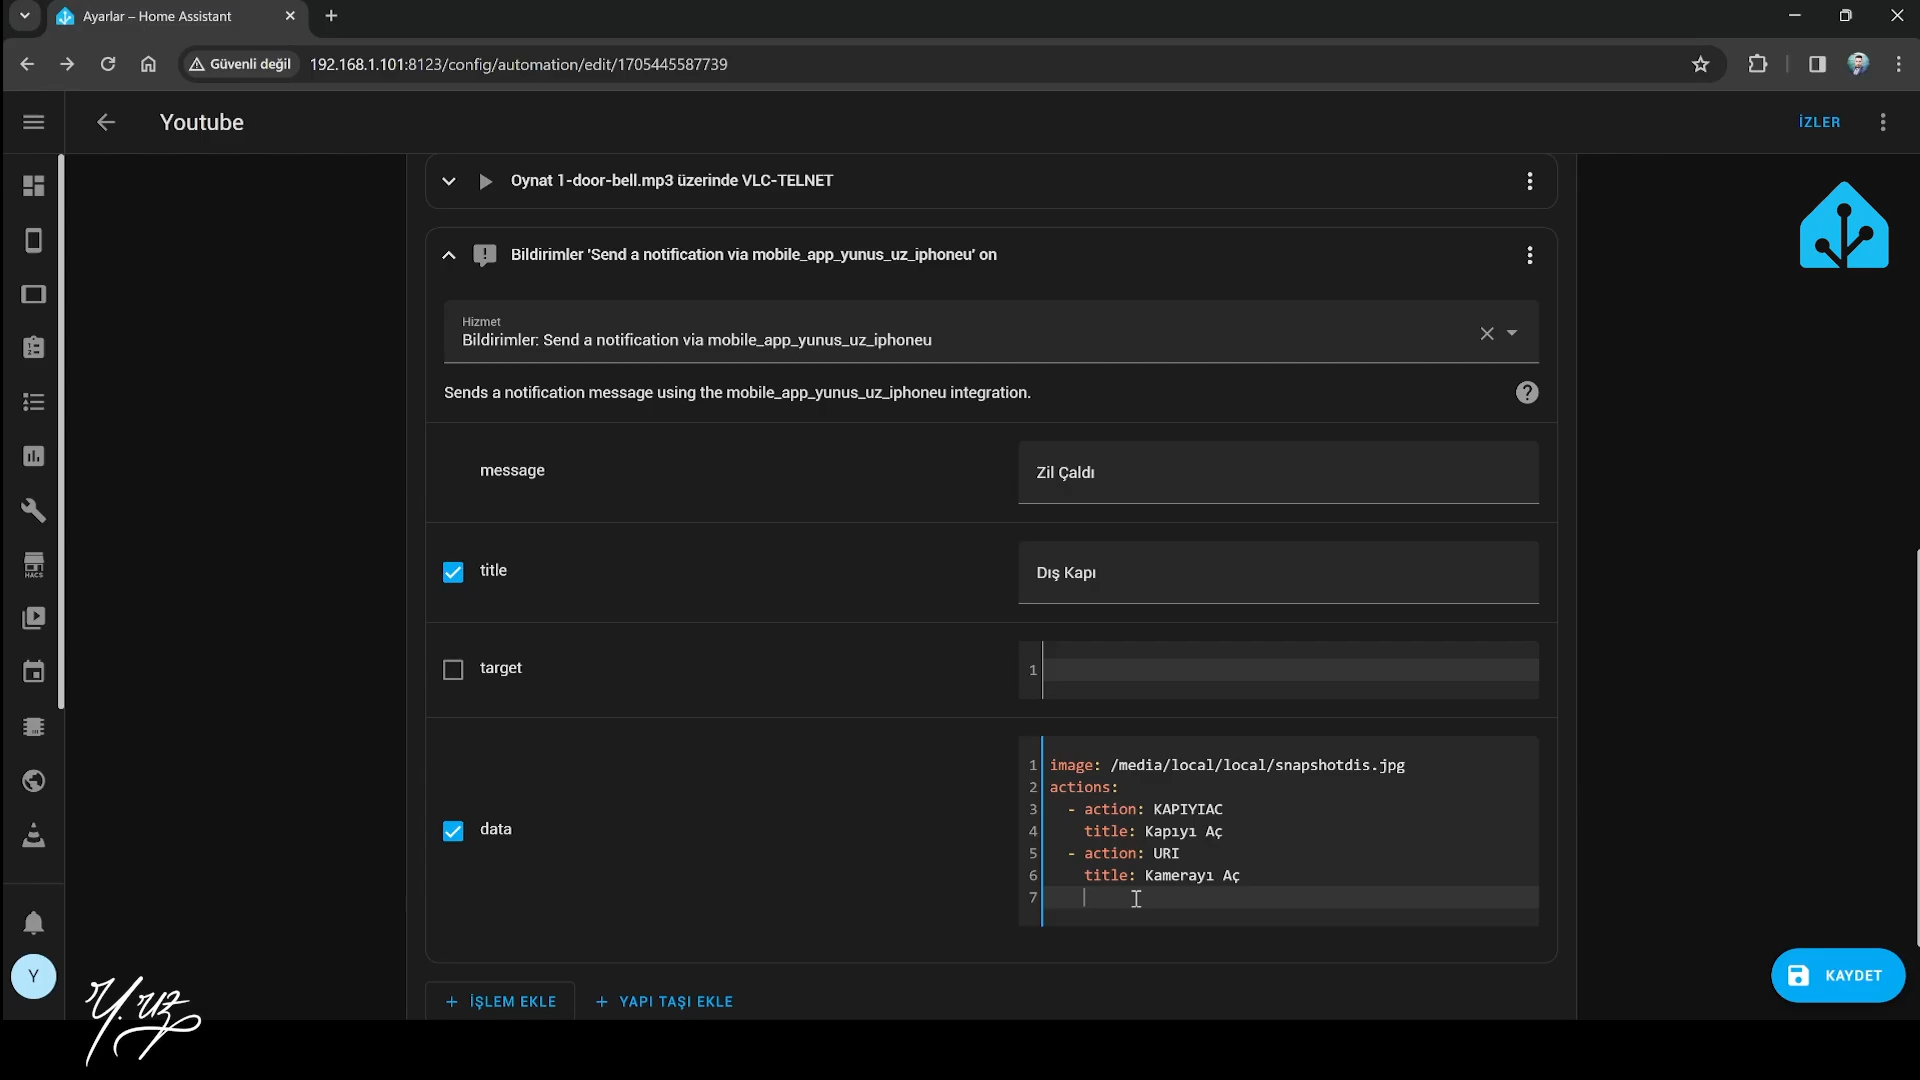 Ayarlar – Home Assistant
Güvenli değil
192.168.1.101:8123/config/automation/edit/1705445587739
Youtube
İZLER
Oynat 1-door-bell.mp3 üzerinde VLC-TELNET
Bildirimler 'Send a notification via mobile_app_yunus_uz_iphoneu' on
Hizmet
Bildirimler: Send a notification via mobile_app_yunus_uz_iphoneu
Sends a notification message using the mobile_app_yunus_uz_iphoneu integration.
message
Zil Çaldı
title
Dış Kapı
target
1
data
1 image: /media/local/local/snapshotdis.jpg
2 actions:
3 - action: KAPIYIAC
4 title: Kapıyı Aç
5 - action: URI
6 title: Kamerayı Aç
7
HACS
Y
Y.uz
+ İŞLEM EKLE
+ YAPI TAŞI EKLE
KAYDET